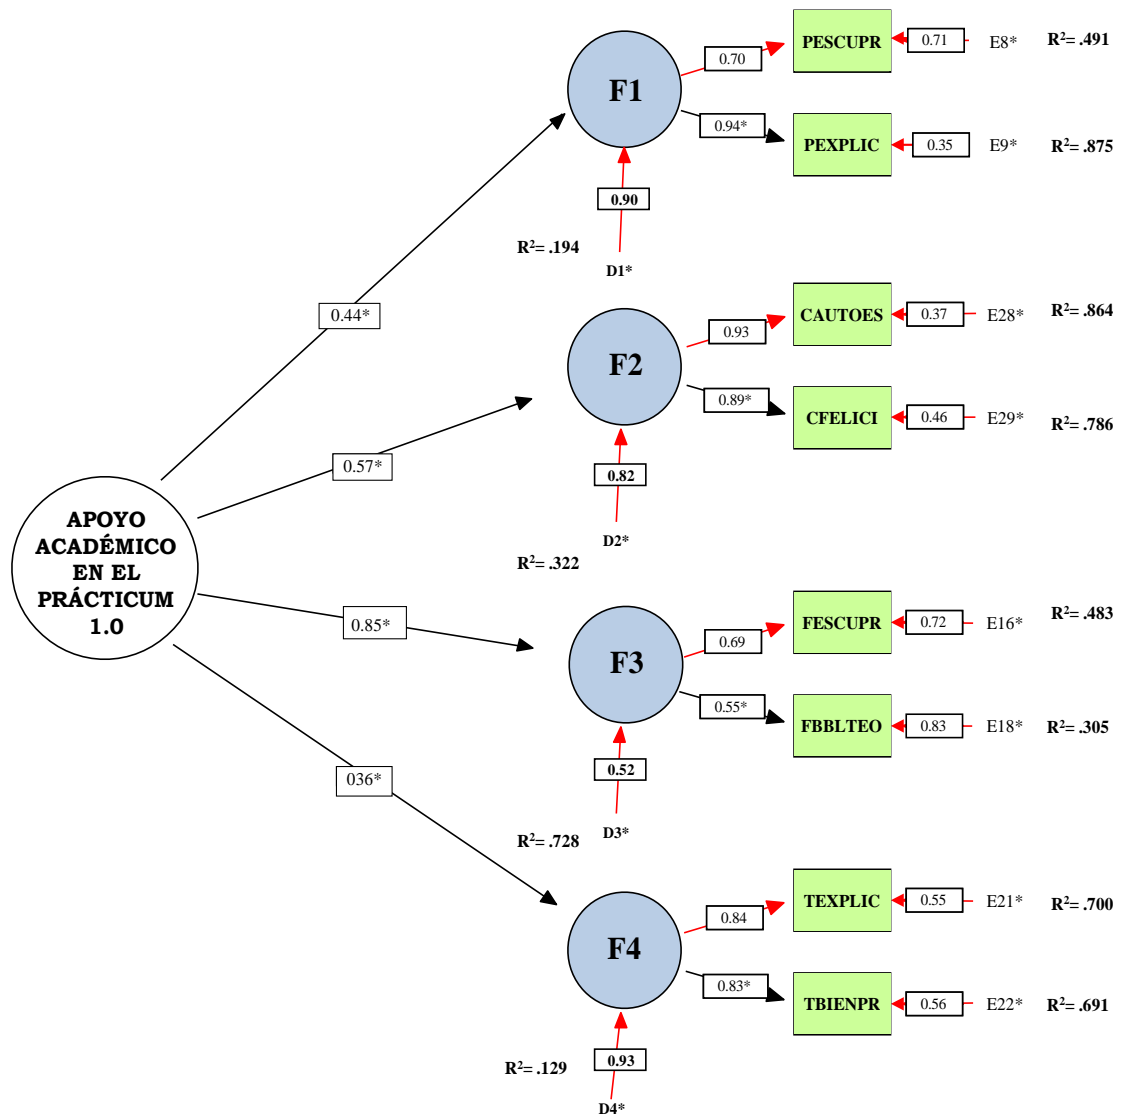 0.70
PESCUPR
0.71
E8*
R²= .491
F1
0.94*
PEXPLIC
0.35
E9*
R²= .875
0.90
R²= .194
D1*
0.44*
CAUTOES
0.37
E28*
R²= .864
0.93
F2
0.89*
CFELICI
0.46
E29*
R²= .786
0.57*
0.82
D2*
R²= .322
APOYO
ACADÉMICO
EN EL
PRÁCTICUM
1.0
0.85*
FESCUPR
0.72
E16*
R²= .483
0.69
F3
0.55*
FBBLTEO
0.83
E18*
R²= .305
0.52
D3*
R²= .728
036*
TEXPLIC
0.55
E21*
R²= .700
0.84
F4
0.83*
TBIENPR
0.56
E22*
R²= .691
0.93
R²= .129
D4*